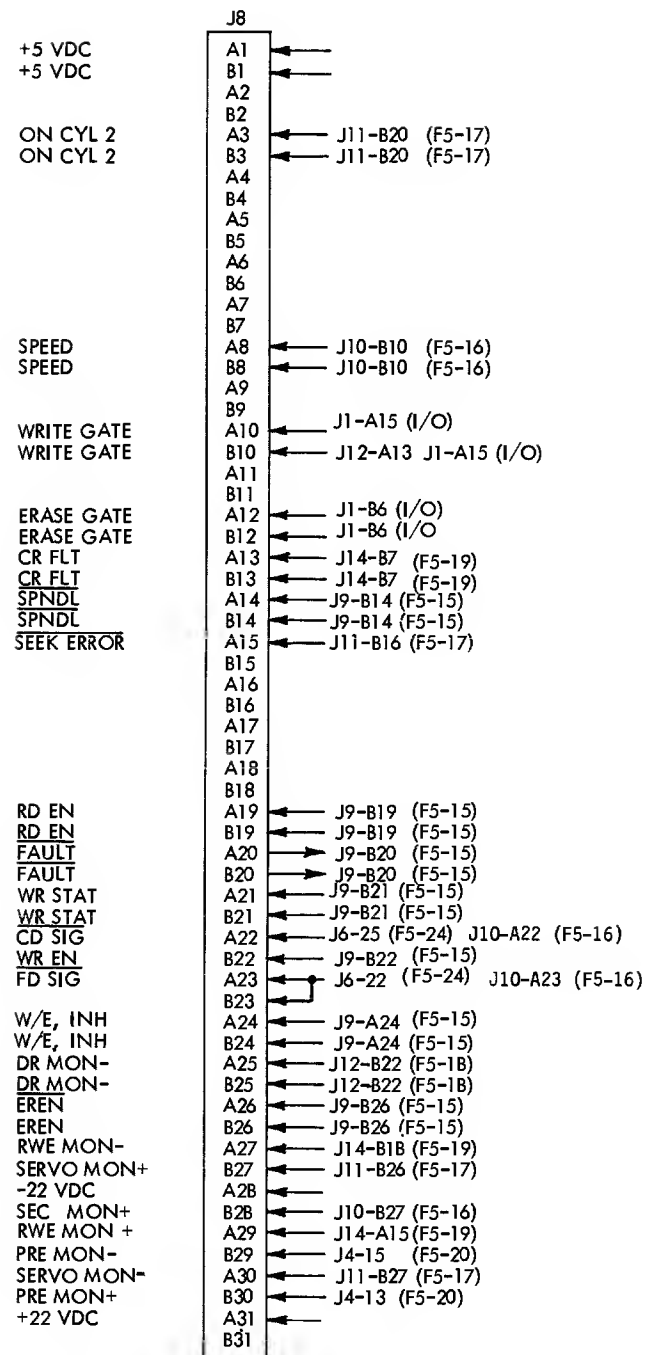 J8
+5 VDC A1
+5 VDC B1
A2
B2
ON CYL 2 A3 J11-B20 (F5-17)
ON CYL 2 B3 J11-B20 (F5-17)
A4
B4
A5
B5
A6
B6
A7
B7
SPEED A8 J10-B10 (F5-16)
SPEED B8 J10-B10 (F5-16)
A9
B9
WRITE GATE A10 J1-A15 (I/O)
WRITE GATE B10 J12-A13 J1-A15 (I/O)
A11
B11
ERASE GATE A12 J1-B6 (I/O)
ERASE GATE B12 J1-B6 (I/O
CR FLT A13 J14-B7 (F5-19)
CR FLT B13 J14-B7 (F5-19)
SPNDL A14 J9-B14 (F5-15)
SPNDL B14 J9-B14 (F5-15)
SEEK ERROR A15 J11-B16 (F5-17)
B15
A16
B16
A17
B17
A18
B18
RD EN A19 J9-B19 (F5-15)
RD EN B19 J9-B19 (F5-15)
FAULT A20 J9-B20 (F5-15)
FAULT B20 J9-B20 (F5-15)
WR STAT A21 J9-B21 (F5-15)
WR STAT B21 J9-B21 (F5-15)
CD SIG A22 J6-25 (F5-24) J10-A22 (F5-16)
WR EN B22 J9-B22 (F5-15)
FD SIG A23 J6-22 (F5-24) J10-A23 (F5-16)
B23
W/E, INH A24 J9-A24 (F5-15)
W/E, INH B24 J9-A24 (F5-15)
DR MON- A25 J12-B22 (F5-1B)
DR MON- B25 J12-B22 (F5-1B)
EREN A26 J9-B26 (F5-15)
EREN B26 J9-B26 (F5-15)
RWE MON- A27 J14-B1B (F5-19)
SERVO MON+ B27 J11-B26 (F5-17)
-22 VDC A2B
SEC MON+ B2B J10-B27 (F5-16)
RWE MON + A29 J14-A15 (F5-19)
PRE MON- B29 J4-15 (F5-20)
SERVO MON- A30 J11-B27 (F5-17)
PRE MON+ B30 J4-13 (F5-20)
+22 VDC A31
B31